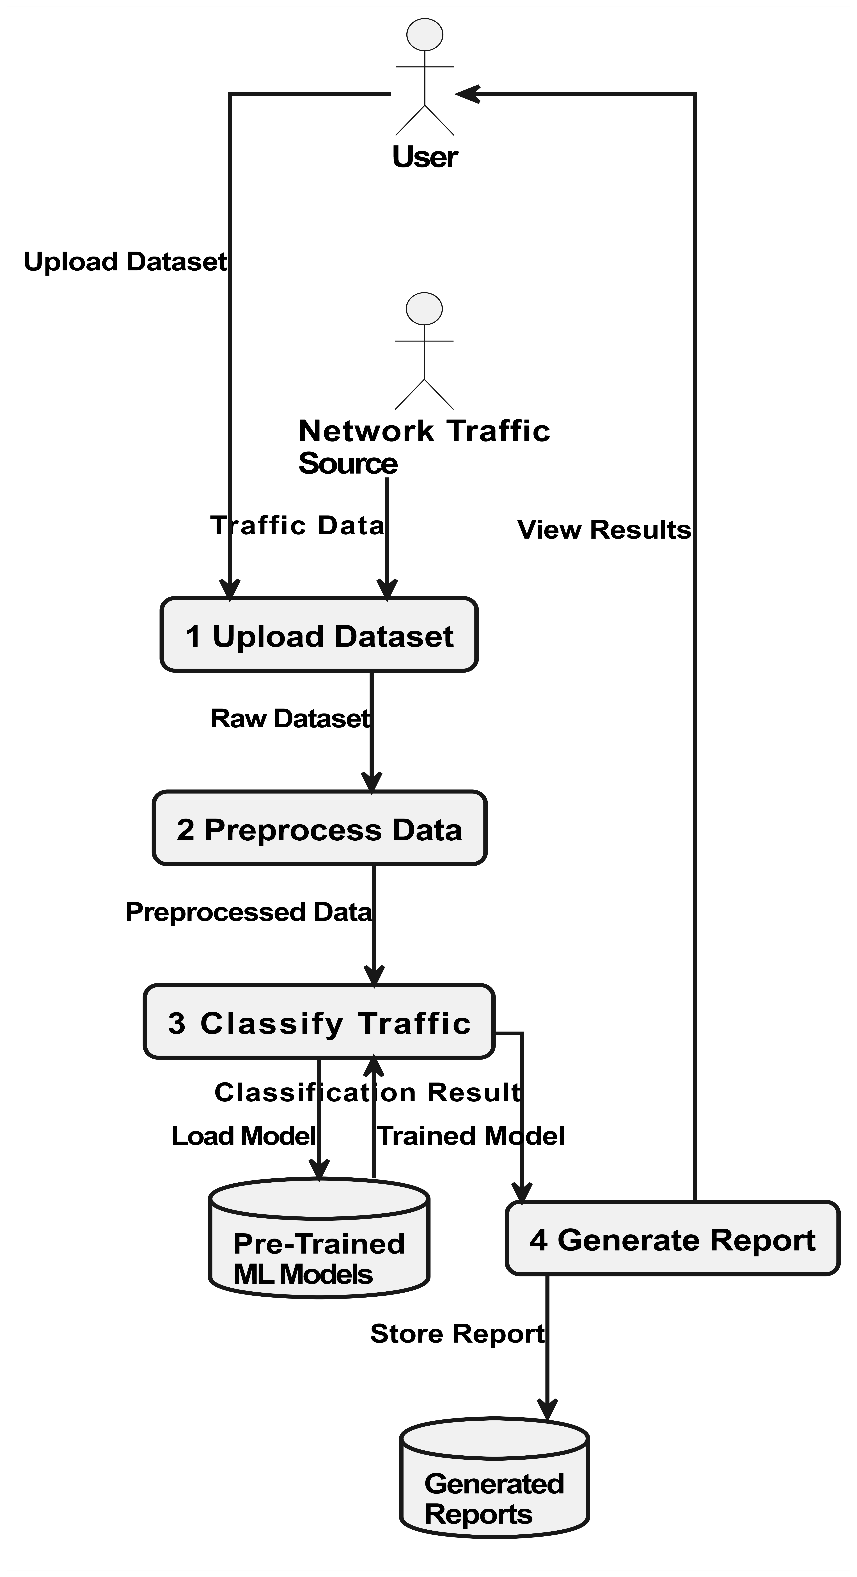 User
Upload Dataset
Network Traffic
Source
Traffic Data
View Results
1 Upload Dataset
Raw Dataset
2 Preprocess Data
Preprocessed Data
3 Classify Traffic
Classification Result
Load Model
Trained Model
Pre-Trained
ML Models
4 Generate Report
Store Report
Generated
Reports